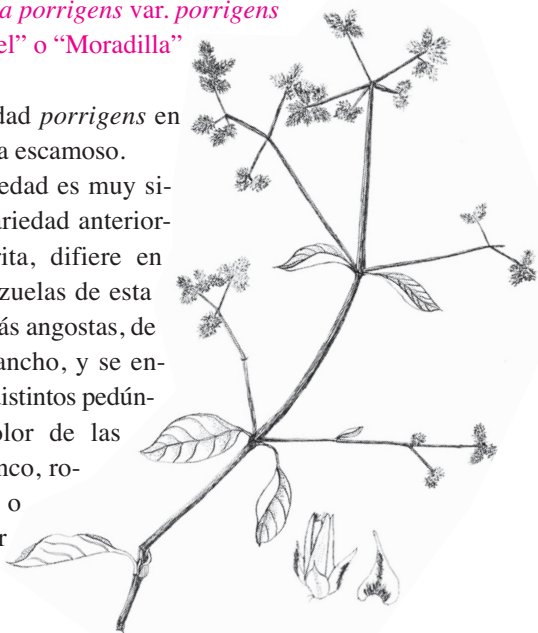 a porrigens var. porrigens
el” o “Moradilla”
dad porrigens en
a escamoso.
edad es muy si-
ariedad anterior-
rita, difiere en
zuelas de esta
ás angostas, de
ancho, y se en-
distintos pedún-
olor de las
nco, ro-
o
r